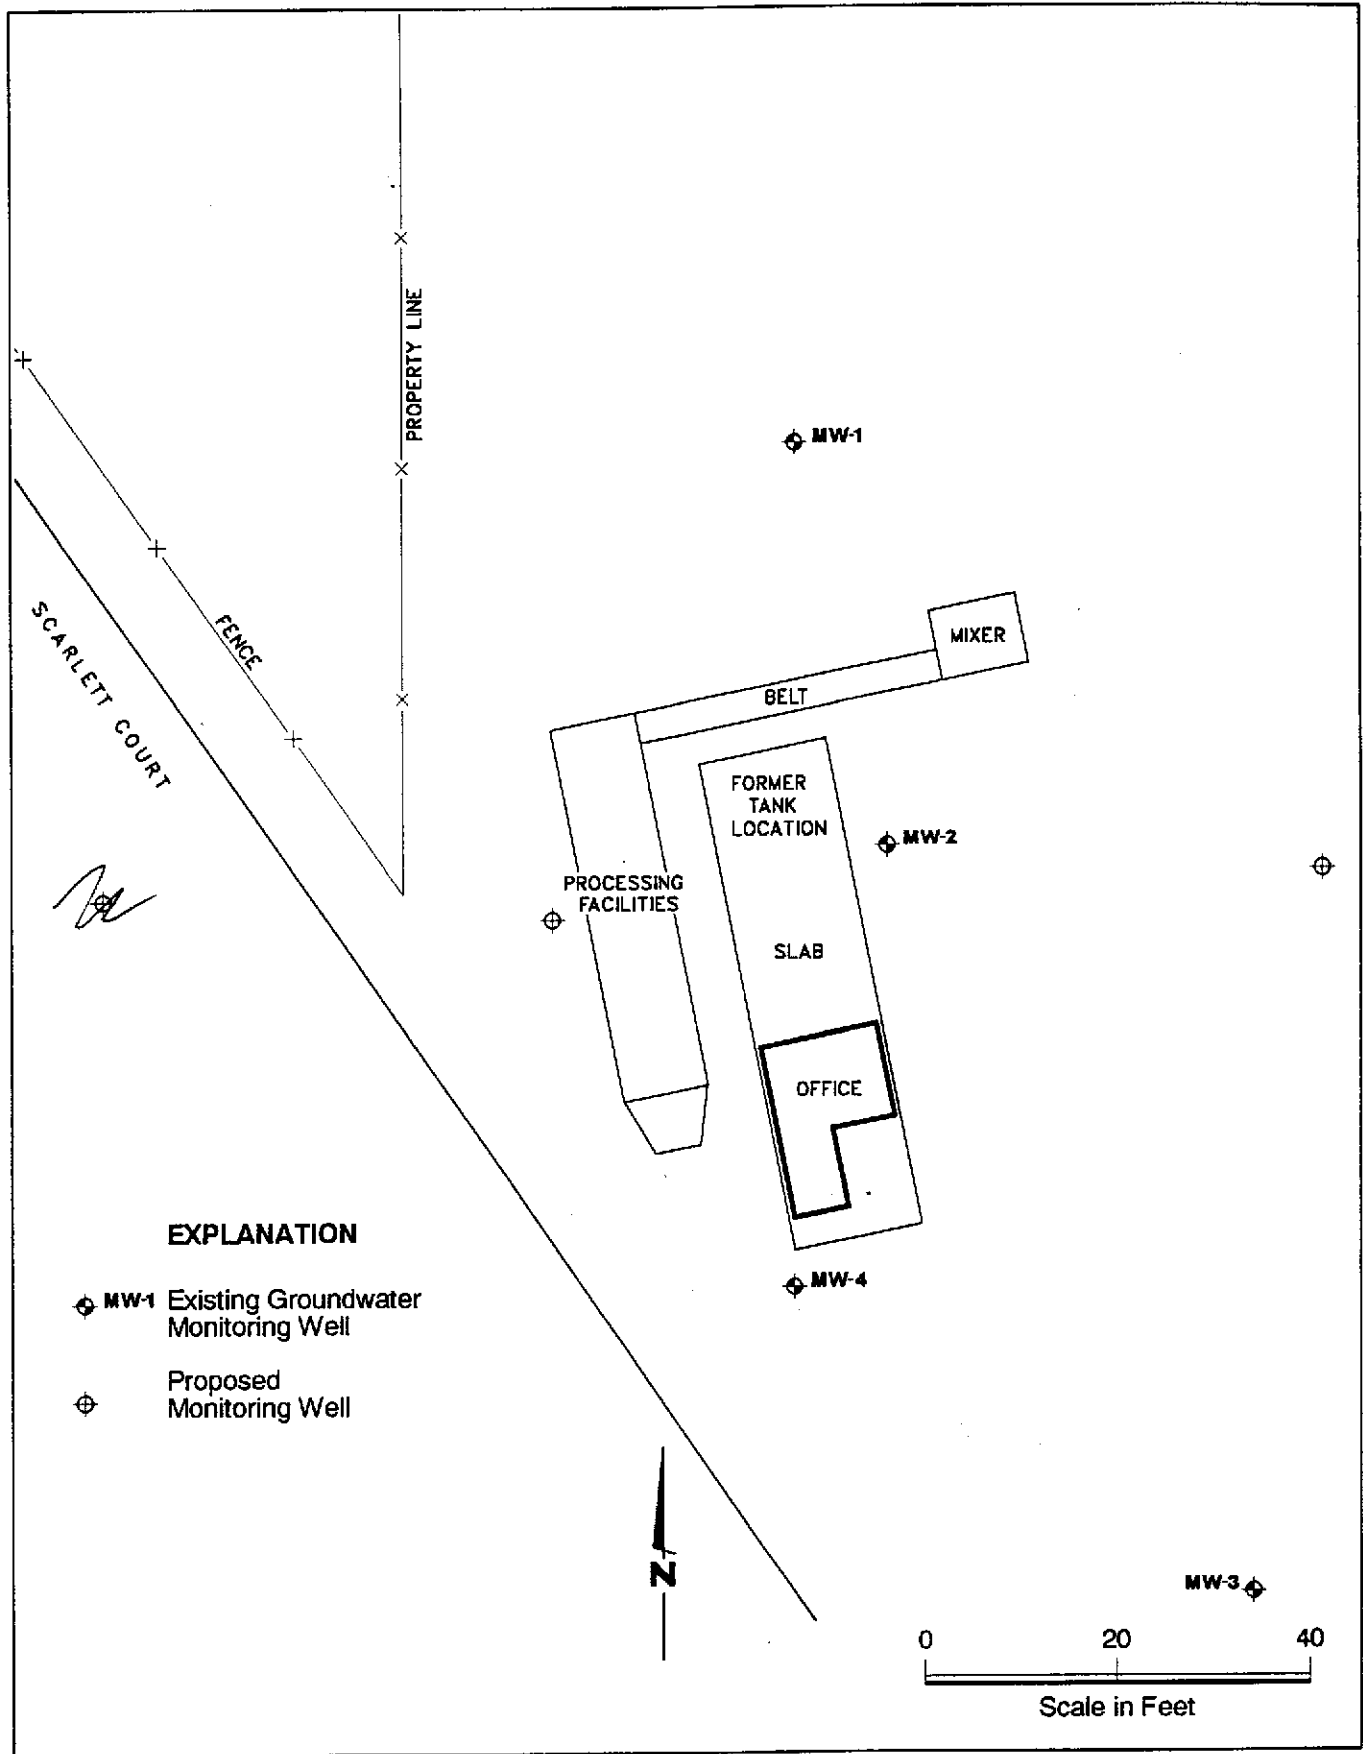 PROPERTY LINE
MW-1
FENCE
SCARLETT COURT
MIXER
BELT
FORMER
TANK
LOCATION
MW-2
PROCESSING
FACILITIES
SLAB
OFFICE
MW-4
EXPLANATION
MW-1 Existing Groundwater
Monitoring Well
Proposed
Monitoring Well
N
MW-3
0 20 40
Scale in Feet